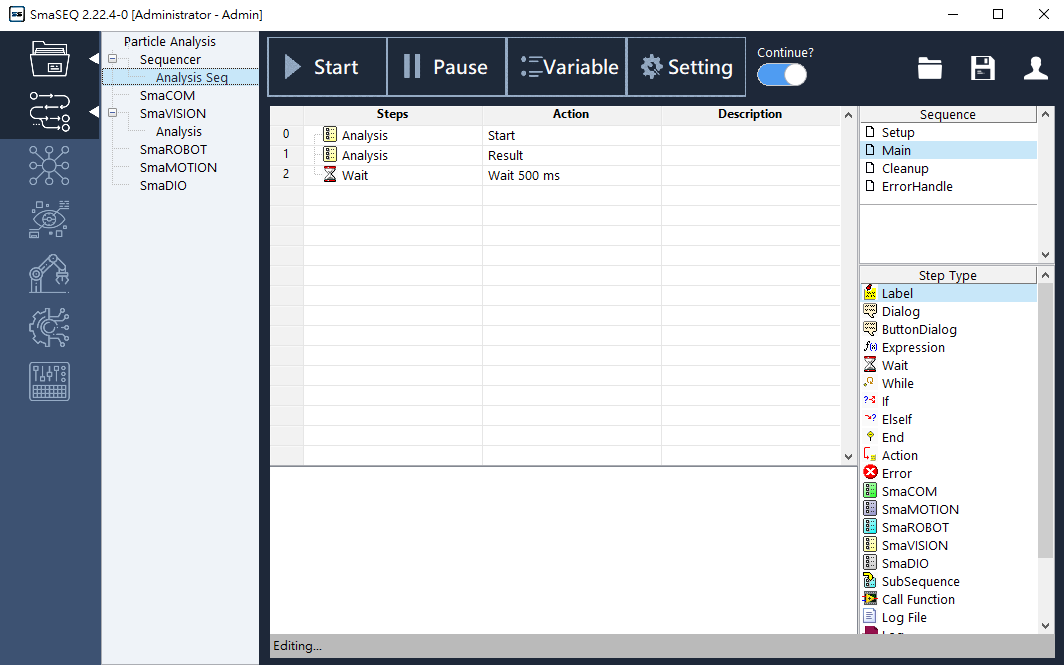 SmaSEQ 2.22.4-0 [Administrator - Admin]
Particle Analysis
Sequencer
Analysis Seq
SmaCOM
SmaVISION
Analysis
SmaROBOT
SmaMOTION
SmaDIO
Start
Pause
Variable
Setting
Continue?
Steps Action Description
0 Analysis Start
1 Analysis Result
2 Wait Wait 500 ms
Sequence
Setup
Main
Cleanup
ErrorHandle
Step Type
Label
Dialog
ButtonDialog
f(x) Expression
Wait
While
If
ElseIf
End
Action
Error
SmaCOM
SmaMOTION
SmaROBOT
SmaVISION
SmaDIO
SubSequence
Call Function
Log File
Editing...